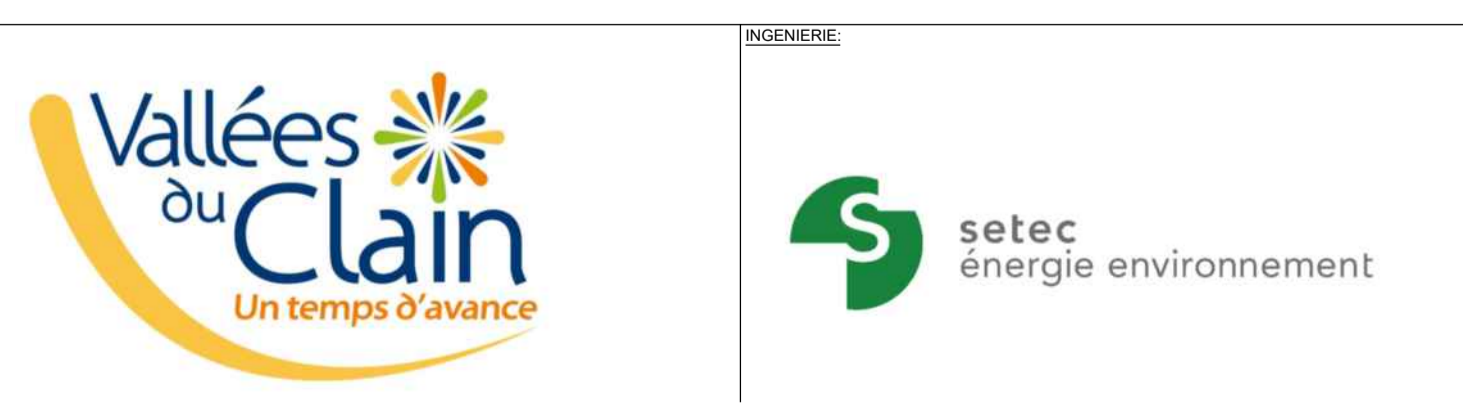 Vallées
du Clain
Un temps d'avance
INGENIERIE:
S
setec
énergie environnement